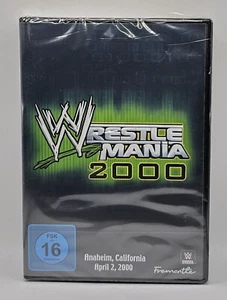 WRESTLE
MANIA
2000
FSK
16
Anaheim, California
April 2, 2000
Fremantle